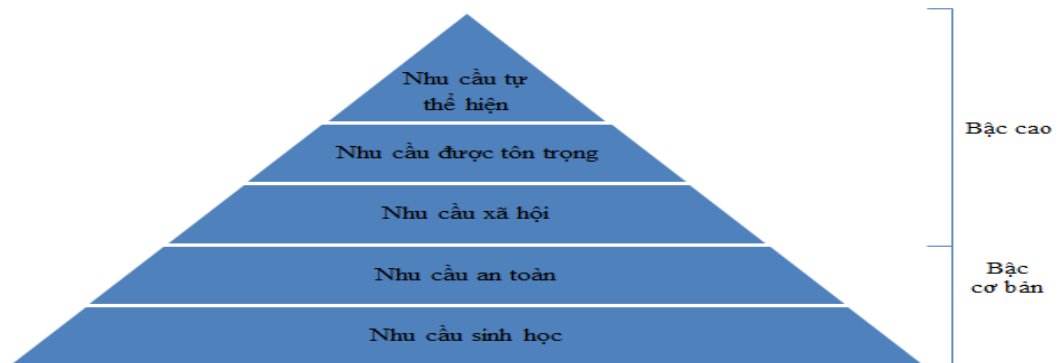 Nhu cầu tự
thể hiện
Nhu cầu được tôn trọng
Nhu cầu xã hội
Nhu cầu an toàn
Nhu cầu sinh học
Bậc cao
Bậc
cơ bản